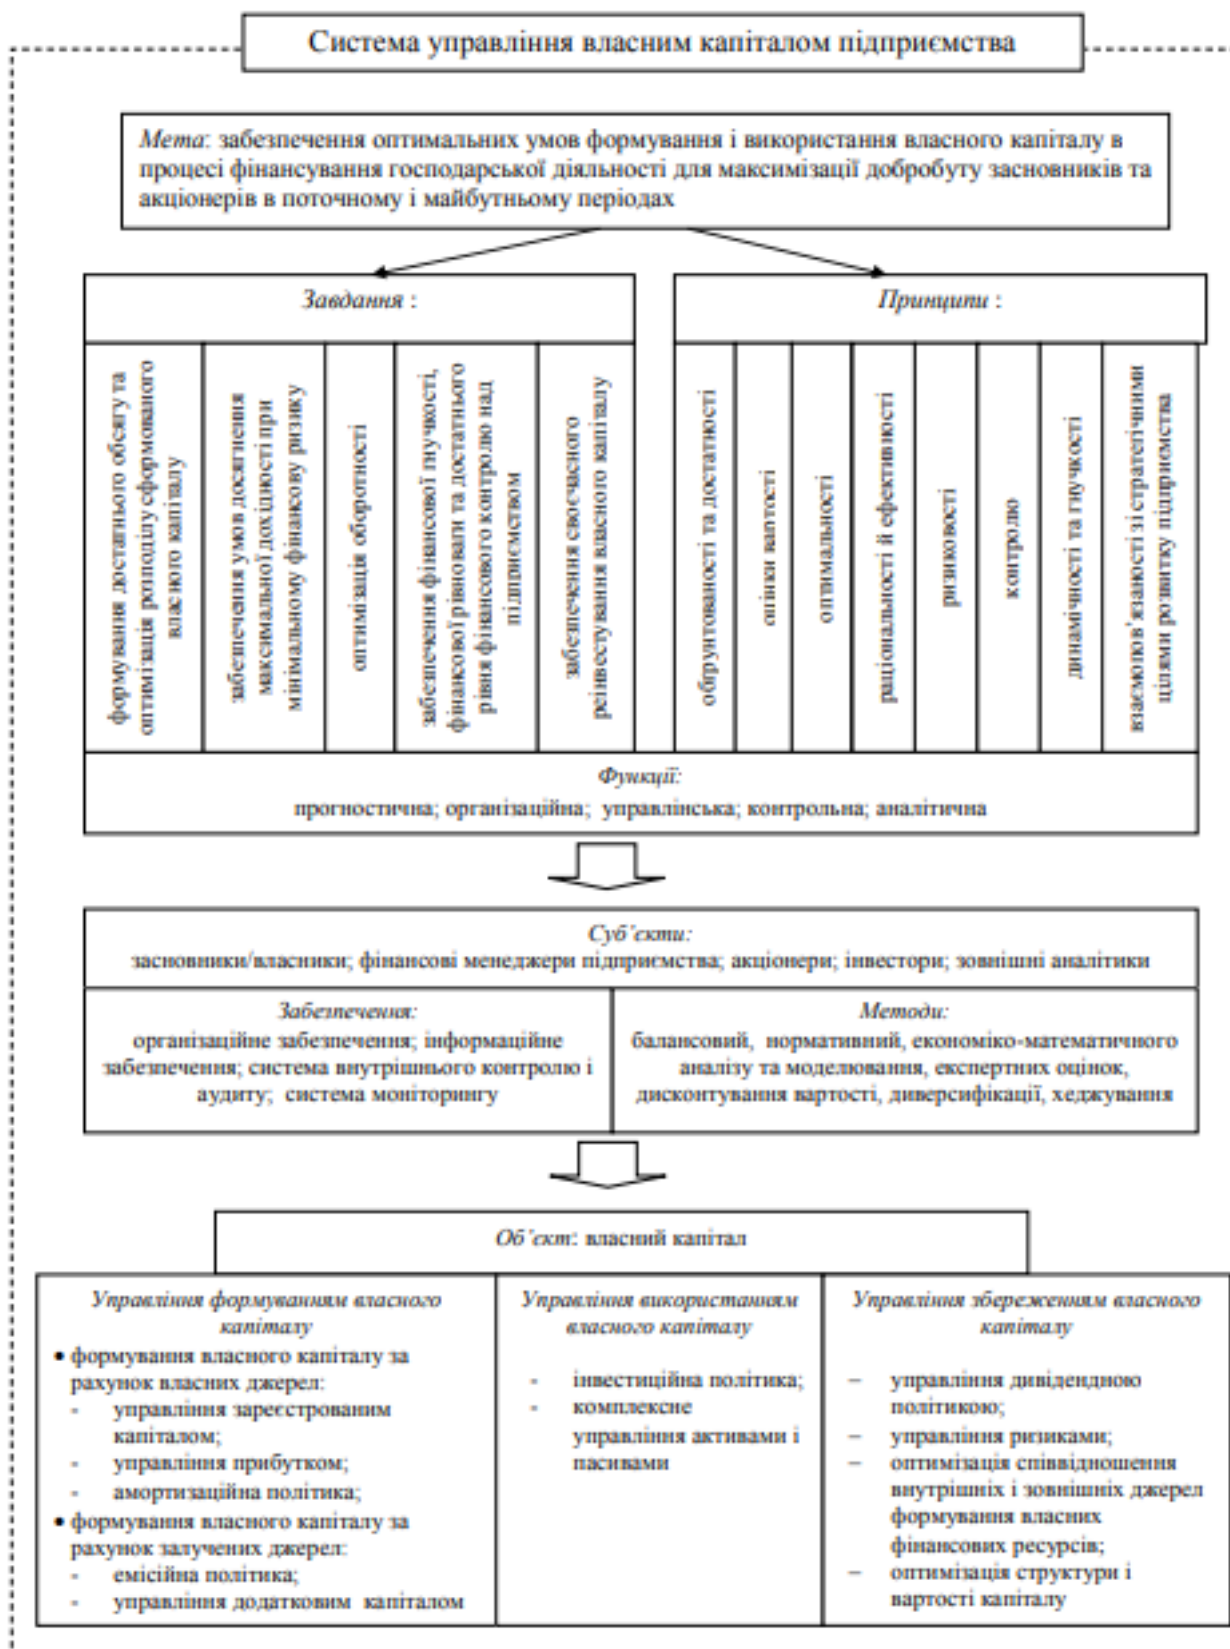 Система управління власним капіталом підприємства
Мета: забезпечення оптимальних умов формування і використання власного капіталу в
процесі фінансування господарської діяльності для максимізації добробуту засновників та
акціонерів в поточному і майбутньому періодах
Завдання :
формування достатнього обсягу та
оптимізація розподілу сформованого
власного капіталу
забезпечення умов досягнення
максимальної дохідності при
мінімальному фінансову ризику
оптимізація оборотності
забезпечення фінансової гнучкості,
фінансової рівноваги та достатнього
рівня фінансового контролю над
підприємством
забезпечення своєчасного
реінвестування власного капіталу
Принципи :
обґрунтованості та достатності
оцінки вартості
оптимальності
раціональності й ефективності
ризиковості
контролю
динамічності та гнучкості
взаємопов'язаності зі стратегічними
цілями розвитку підприємства
Функції:
прогностична; організаційна; управлінська; контрольна; аналітична
Суб'єкти:
засновники/власники; фінансові менеджери підприємства; акціонери; інвестори; зовнішні аналітики
Забезпечення:
організаційне забезпечення; інформаційне
забезпечення; система внутрішнього контролю і
аудиту; система моніторингу
Методи:
балансовий, нормативний, економіко-математичного
аналізу та моделювання, експертних оцінок,
дисконтування вартості, диверсифікації, хеджування
Об'єкт: власний капітал
Управління формуванням власного
капіталу
• формування власного капіталу за
рахунок власних джерел:
- управління зареєстрованим
капіталом;
- управління прибутком;
- амортизаційна політика;
• формування власного капіталу за
рахунок залучених джерел:
- емісійна політика;
- управління додатковим капіталом
Управління використанням
власного капіталу
- інвестиційна політика;
- комплексне
управління активами і
пасивами
Управління збереженням власного
капіталу
– управління дивідендною
політикою;
– управління ризиками;
– оптимізація співвідношення
внутрішніх і зовнішніх джерел
формування власних
фінансових ресурсів;
– оптимізація структури і
вартості капіталу